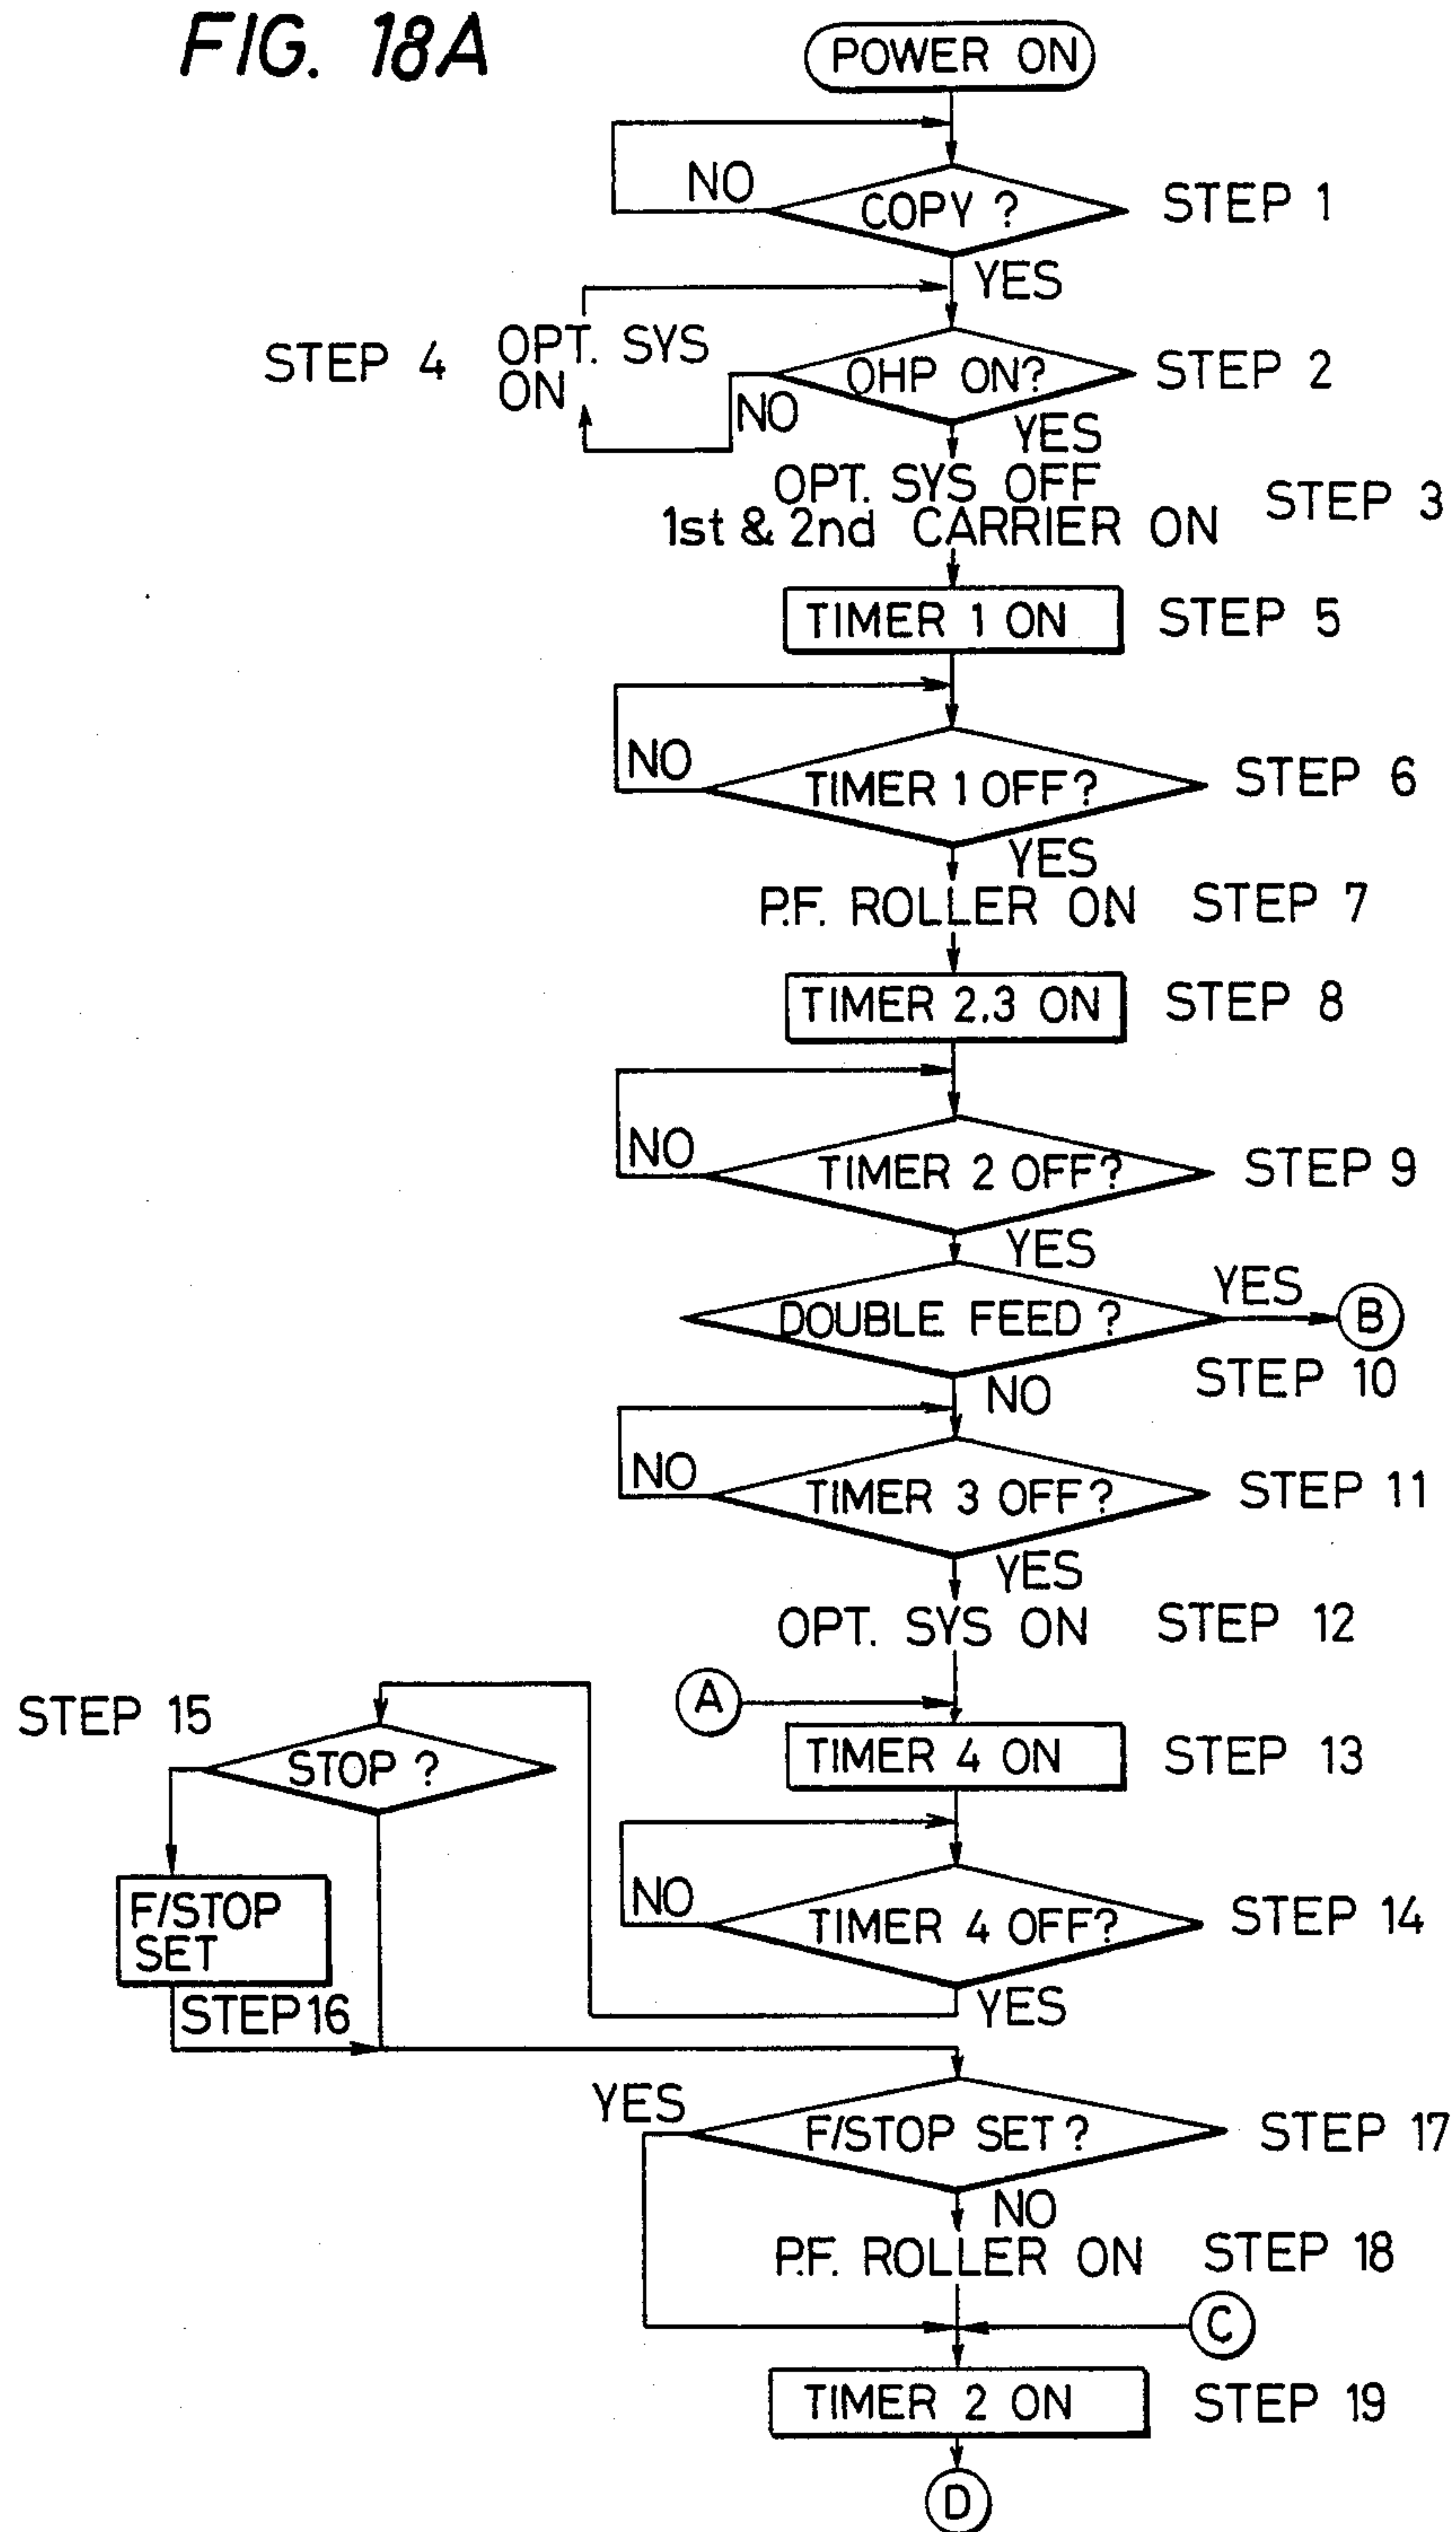 FIG. 18A
POWER ON
NO
COPY ?
STEP 1
YES
STEP 4
OPT. SYS
ON
OHP ON?
STEP 2
NO
YES
OPT. SYS OFF
1st & 2nd CARRIER ON
STEP 3
TIMER 1 ON
STEP 5
NO
TIMER 1 OFF?
STEP 6
YES
P.F. ROLLER ON
STEP 7
TIMER 2.3 ON
STEP 8
NO
TIMER 2 OFF?
STEP 9
YES
DOUBLE FEED ?
YES
B
STEP 10
NO
NO
TIMER 3 OFF?
STEP 11
YES
OPT. SYS ON
STEP 12
A
STEP 15
STOP ?
TIMER 4 ON
STEP 13
F/STOP
SET
NO
TIMER 4 OFF?
STEP 14
STEP16
YES
YES
F/STOP SET?
STEP 17
NO
P.F. ROLLER ON
STEP 18
C
TIMER 2 ON
STEP 19
D